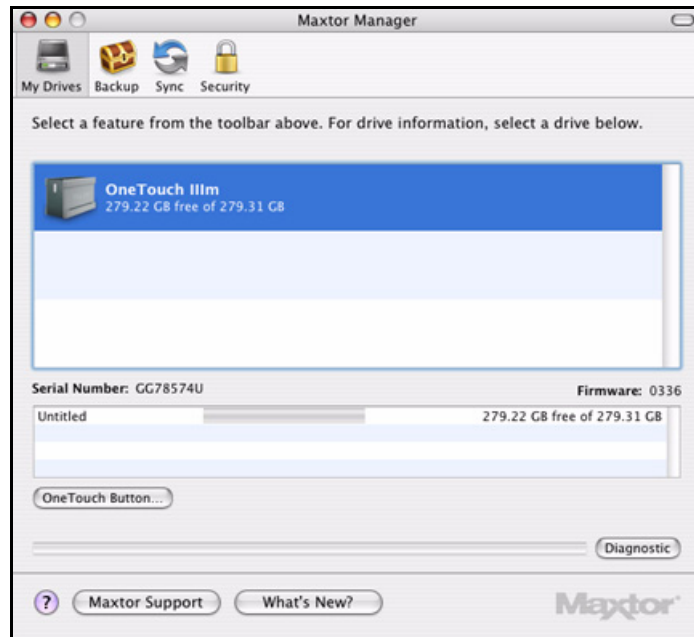 Maxtor Manager
My Drives Backup Sync Security
Select a feature from the toolbar above. For drive information, select a drive below.
OneTouch IIIm
279.22 GB free of 279.31 GB
Serial Number: GG78574U Firmware: 0336
Untitled 279.22 GB free of 279.31 GB
OneTouch Button...
Diagnostic
? Maxtor Support What's New? Maxtor